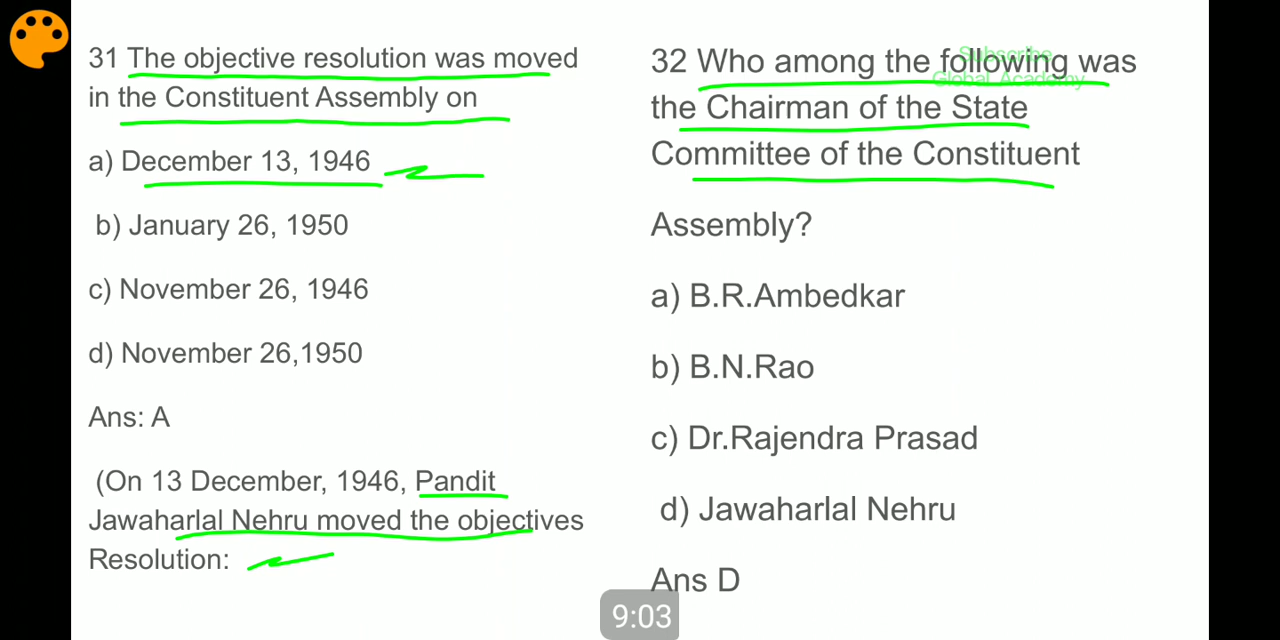 31 The objective resolution was moved
in the Constituent Assembly on
a) December 13, 1946
b) January 26, 1950
c) November 26, 1946
d) November 26,1950
Ans: A
(On 13 December, 1946, Pandit
Jawaharlal Nehru moved the objectives
Resolution:
Subscribe
Global Academy
32 Who among the following was
the Chairman of the State
Committee of the Constituent
Assembly?
a) B.R.Ambedkar
b) B.N.Rao
c) Dr.Rajendra Prasad
d) Jawaharlal Nehru
Ans D
9:03